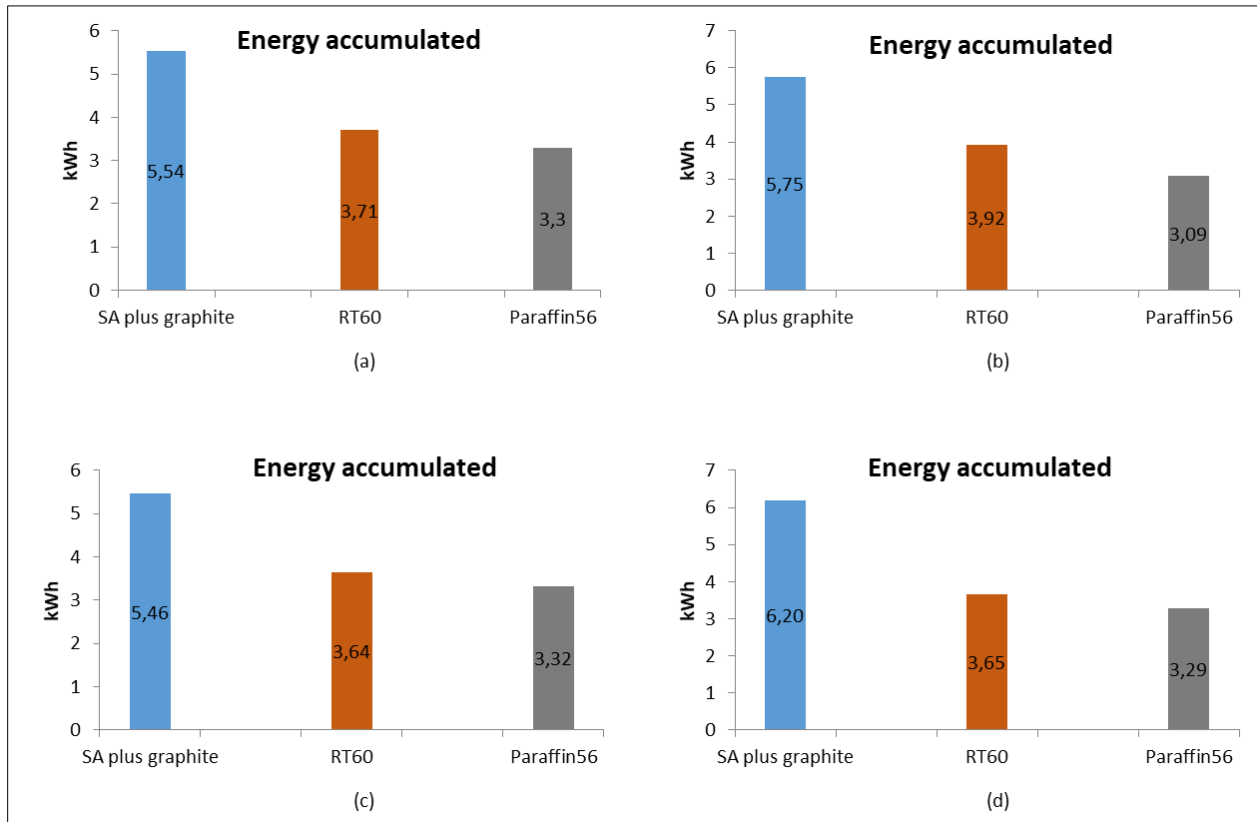 Energy accumulated
6
5
4
3
2
1
0
kWh
5,54
3,71
3,3
SA plus graphite RT60 Paraffin56
(a)
Energy accumulated
7
6
5
4
3
2
1
0
kWh
5,75
3,92
3,09
SA plus graphite RT60 Paraffin56
(b)
Energy accumulated
6
5
4
3
2
1
0
kWh
5,46
3,64
3,32
SA plus graphite RT60 Paraffin56
(c)
Energy accumulated
7
6
5
4
3
2
1
0
kWh
6,20
3,65
3,29
SA plus graphite RT60 Paraffin56
(d)